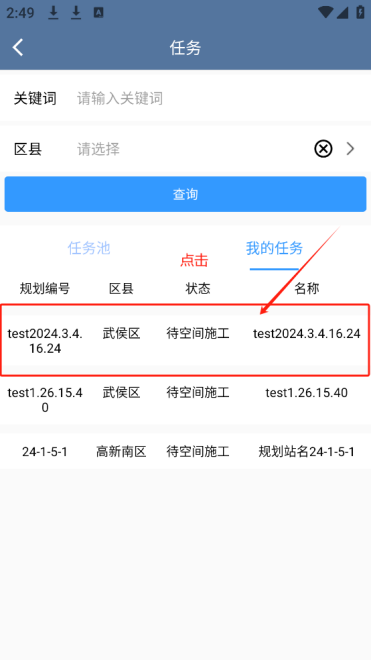 2:49
任务
关键词 请输入关键词
区县 请选择
查询
任务池 我的任务
点击
规划编号 区县 状态 名称
test2024.3.4. 武侯区 待空间施工 test2024.3.4.16.24
16.24
test1.26.15.4 武侯区 待空间施工 test1.26.15.40
0
24-1-5-1 高新南区 待空间施工 规划站名24-1-5-1